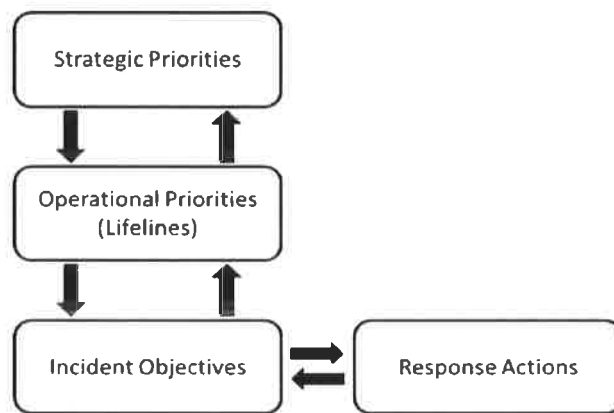 Strategic Priorities
Operational Priorities
(Lifelines)
Incident Objectives
Response Actions